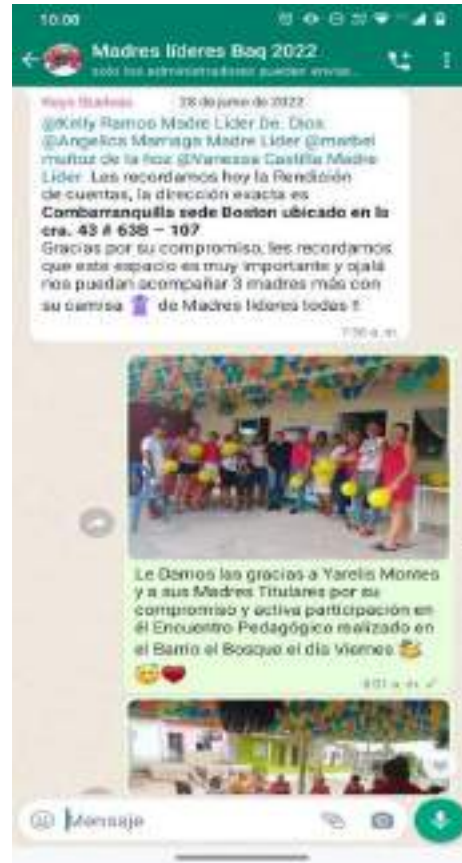 10:00
Madres líderes Baq 2022
solo los administradores pueden enviar...
28 de junio de 2022
@Kelly Ramos Madre Lider De. Dios
@Angelica Marriaga Madre Lider @maribel
muñoz de la hoz @Vanessa Castilla Madre
Lider Les recordamos hoy la Rendición
de cuentas, la dirección exacta es
Combarranquilla sede Boston ubicado en la
cra. 43 # 63B – 107
Gracias por su compromiso, les recordamos
que este espacio es muy importante y ojalá
nos puedan acompañar 3 madres más con
su camisa de Madres líderes todas !!
7:56 a. m.
Le Damos las gracias a Yarelis Montes
y a sus Madres Titulares por su
compromiso y activa participación en
él Encuentro Pedagógico realizado en
el Barrio el Bosque el día Viernes
Mensaje